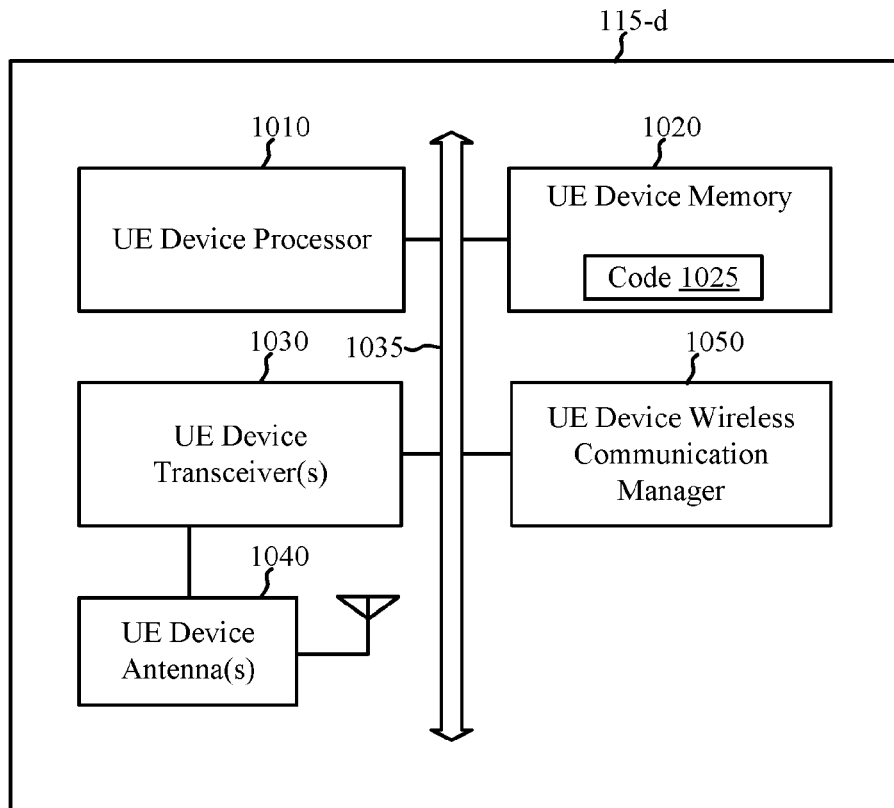 115-d
1010
1020
UE Device Processor
UE Device Memory
Code 1025
1030
1035
1050
UE Device
Transceiver(s)
UE Device Wireless
Communication
Manager
1040
UE Device
Antenna(s)